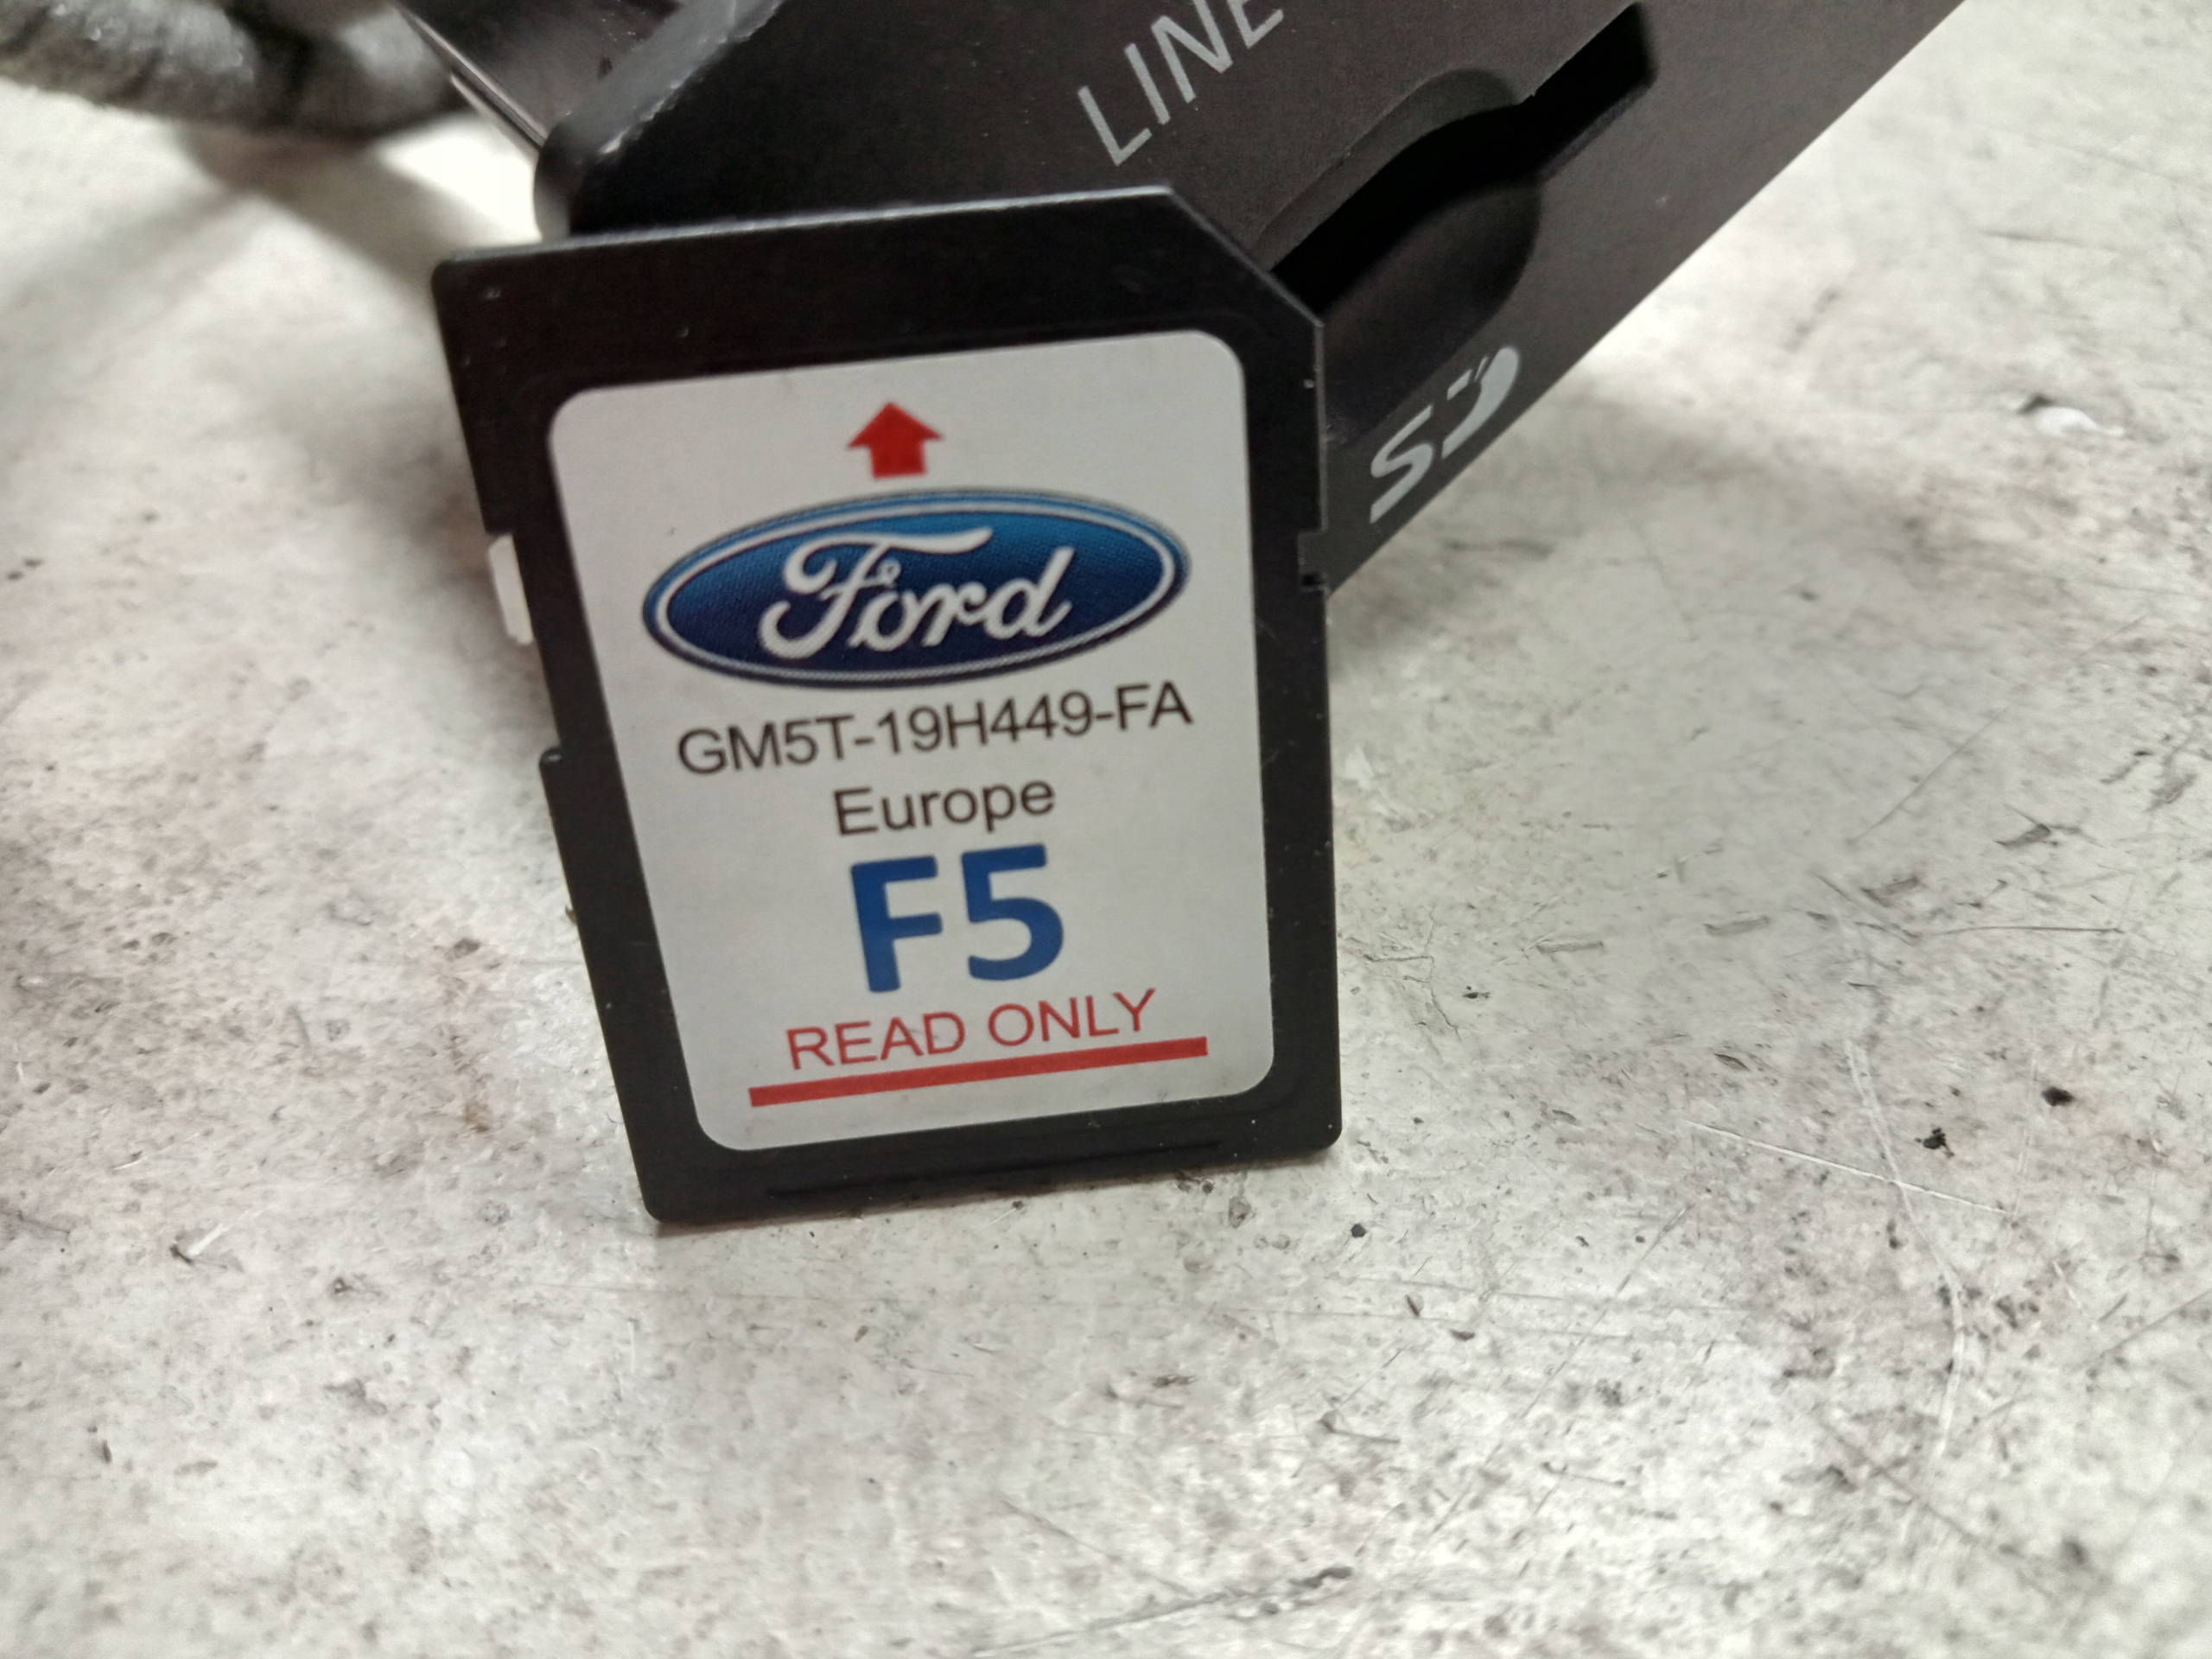 LINE
SD
Ford
GM5T-19H449-FA
Europe
F5
READ ONLY